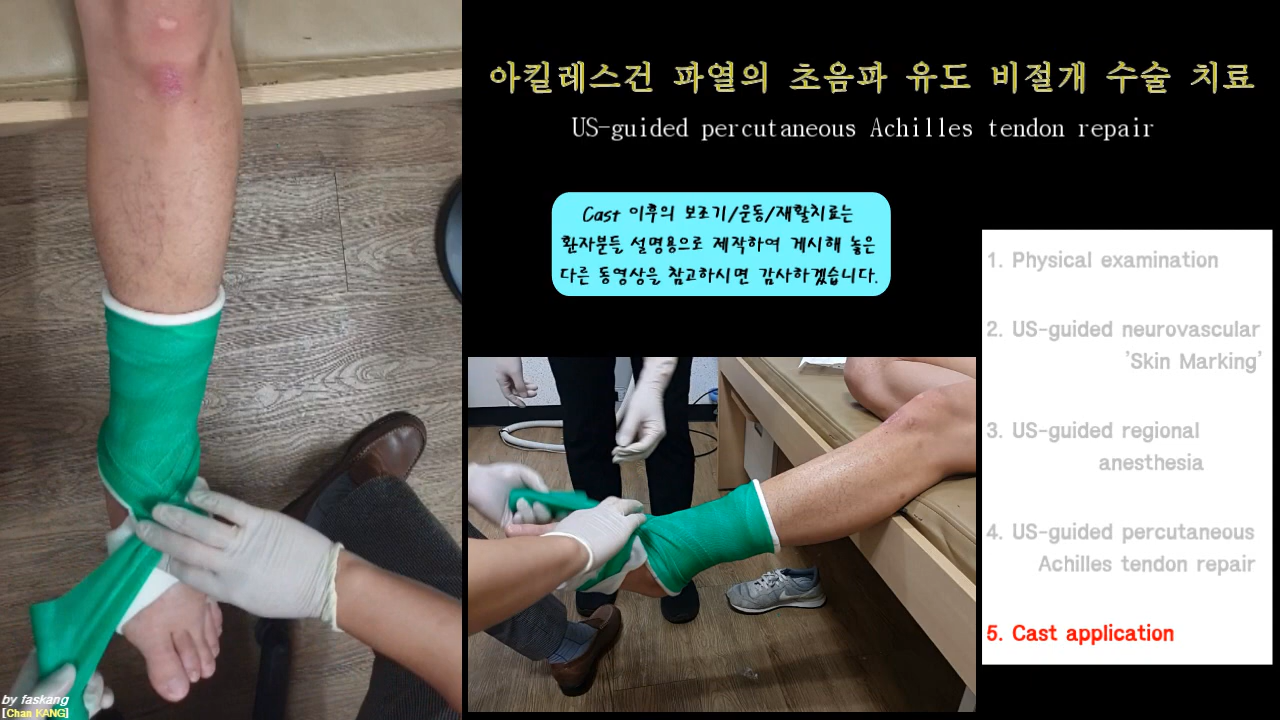 아킬레스건 파열의 초음파 유도 비절개 수술 치료
US-guided percutaneous Achilles tendon repair
Cast 이후의 보조기/운동/재활치료는
환자분들 설명용으로 제작하여 게시해 놓은
다른 동영상을 참고하시면 감사하겠습니다.
1. Physical examination
2. US-guided neurovascular
'Skin Marking'
3. US-guided regional
anesthesia
4. US-guided percutaneous
Achilles tendon repair
5. Cast application
by faskang
[Chan KANG]